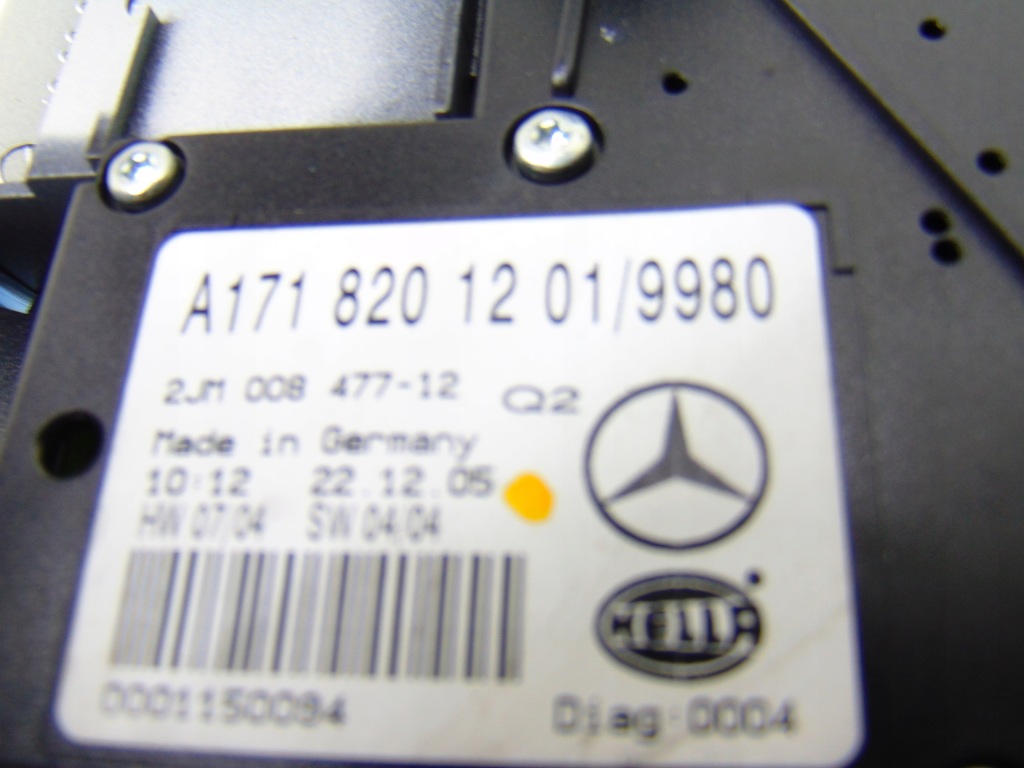 A171 820 12 01/9980
2JM 008 477-12 Q2
Made in Germany
10:12 22.12.05
HW 07/04 SW 04/04
HELLA
0001150094 Diag:0004